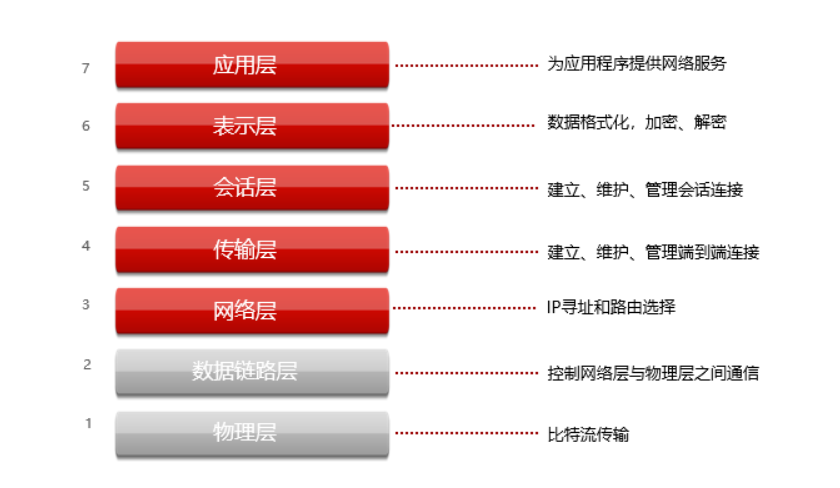 7 应用层 为应用程序提供网络服务
6 表示层 数据格式化，加密、解密
5 会话层 建立、维护、管理会话连接
4 传输层 建立、维护、管理端到端连接
3 网络层 IP寻址和路由选择
2 数据链路层 控制网络层与物理层之间通信
1 物理层 比特流传输